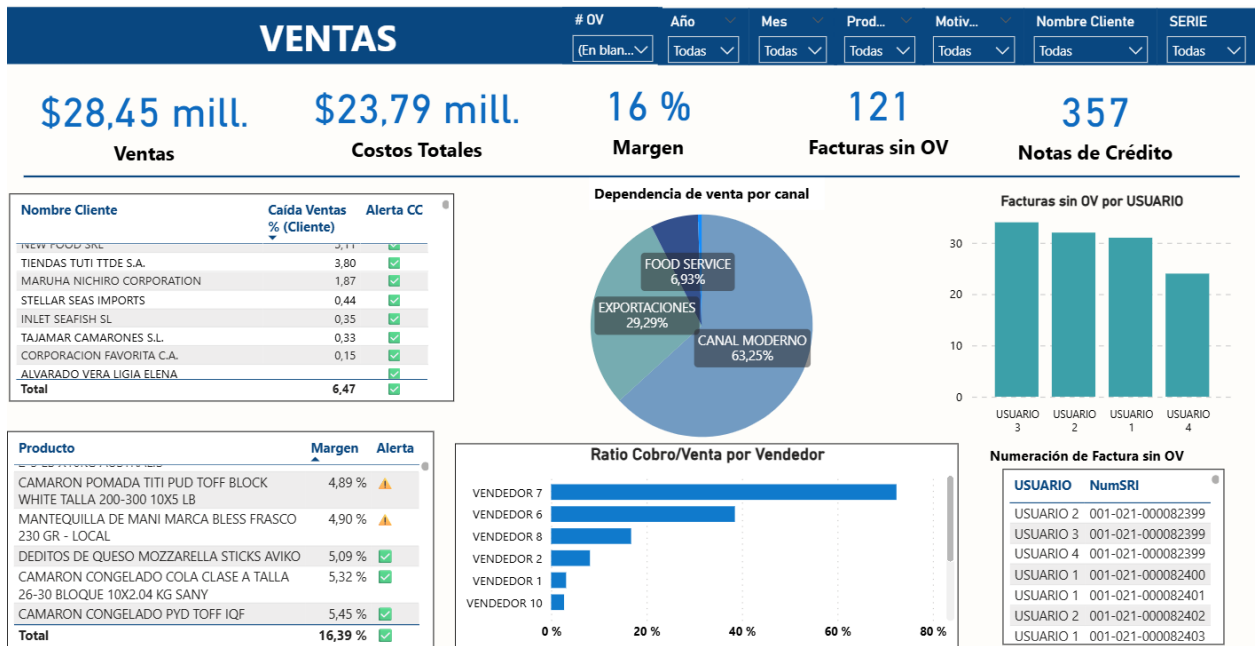 VENTAS
# OV
Año
Mes
Prod...
Motiv...
Nombre Cliente
SERIE
(En blan...
Todas
Todas
Todas
Todas
Todas
Todas
$28,45 mill.
Ventas
$23,79 mill.
Costos Totales
16 %
Margen
121
Facturas sin OV
357
Notas de Crédito
Nombre Cliente Caída Ventas Alerta CC
% (Cliente)
NEW FOOD SRL
TIENDAS TUTI TTDE S.A. 3,80
MARUHA NICHIRO CORPORATION 1,87
STELLAR SEAS IMPORTS 0,44
INLET SEAFISH SL 0,35
TAJAMAR CAMARONES S.L. 0,33
CORPORACION FAVORITA C.A. 0,15
ALVARADO VERA LIGIA ELENA
Total 6,47
Dependencia de venta por canal
FOOD SERVICE
6,93%
EXPORTACIONES
29,29%
CANAL MODERNO
63,25%
Facturas sin OV por USUARIO
30
20
10
0
USUARIO 3
USUARIO 2
USUARIO 1
USUARIO 4
Producto Margen Alerta
CAMARON POMADA TITI PUD TOFF BLOCK 4,89 %
WHITE TALLA 200-300 10X5 LB
MANTEQUILLA DE MANI MARCA BLESS FRASCO 4,90 %
230 GR - LOCAL
DEDITOS DE QUESO MOZZARELLA STICKS AVIKO 5,09 %
CAMARON CONGELADO COLA CLASE A TALLA 5,32 %
26-30 BLOQUE 10X2.04 KG SANY
CAMARON CONGELADO PYD TOFF IQF 5,45 %
Total 16,39 %
Ratio Cobro/Venta por Vendedor
VENDEDOR 7
VENDEDOR 6
VENDEDOR 8
VENDEDOR 2
VENDEDOR 1
VENDEDOR 10
0 % 20 % 40 % 60 % 80 %
Numeración de Factura sin OV
USUARIO NumSRI
USUARIO 2 001-021-000082399
USUARIO 3 001-021-000082399
USUARIO 4 001-021-000082399
USUARIO 1 001-021-000082400
USUARIO 1 001-021-000082401
USUARIO 2 001-021-000082402
USUARIO 1 001-021-000082403